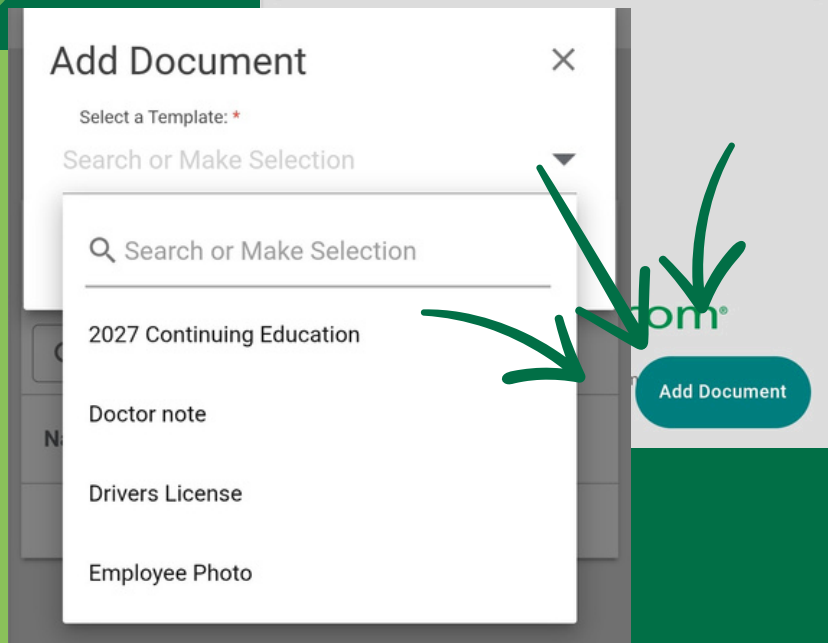 Add Document
Select a Template: *
Search or Make Selection
Search or Make Selection
2027 Continuing Education
Doctor note
Drivers License
Employee Photo
om®
Add Document